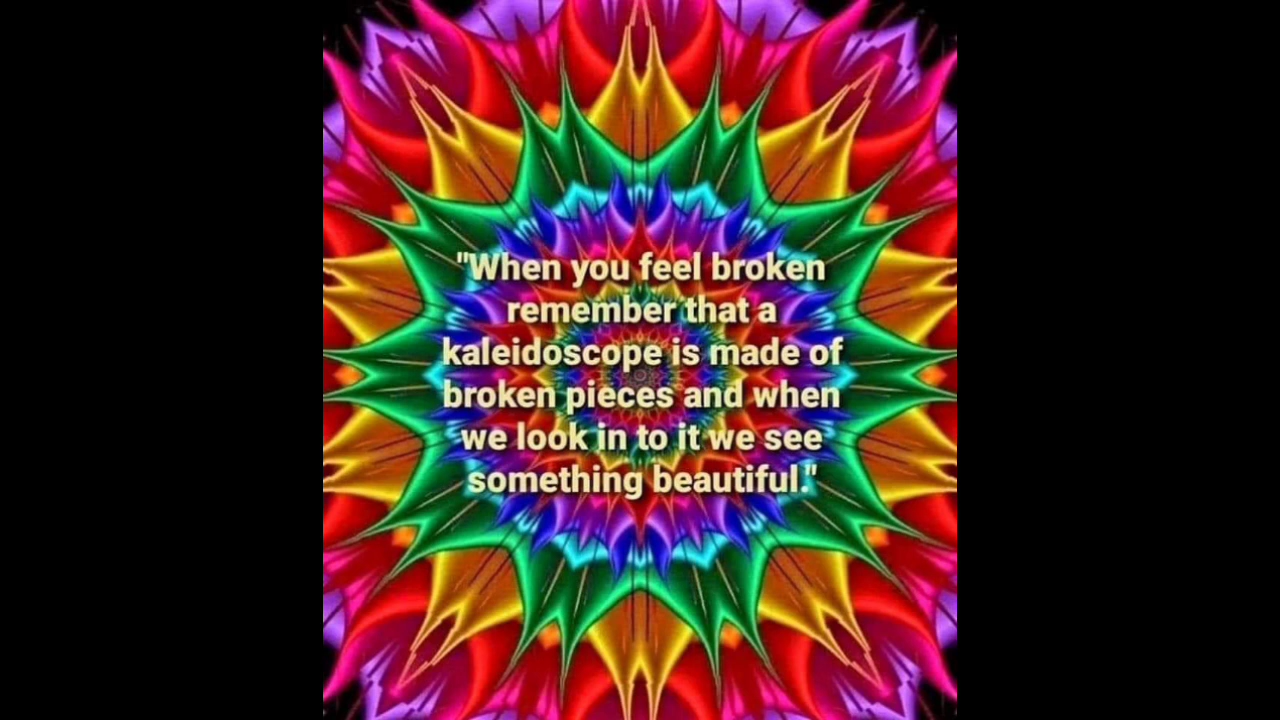 "When you feel broken
remember that a
kaleidoscope is made of
broken pieces and when
we look in to it we see
something beautiful."